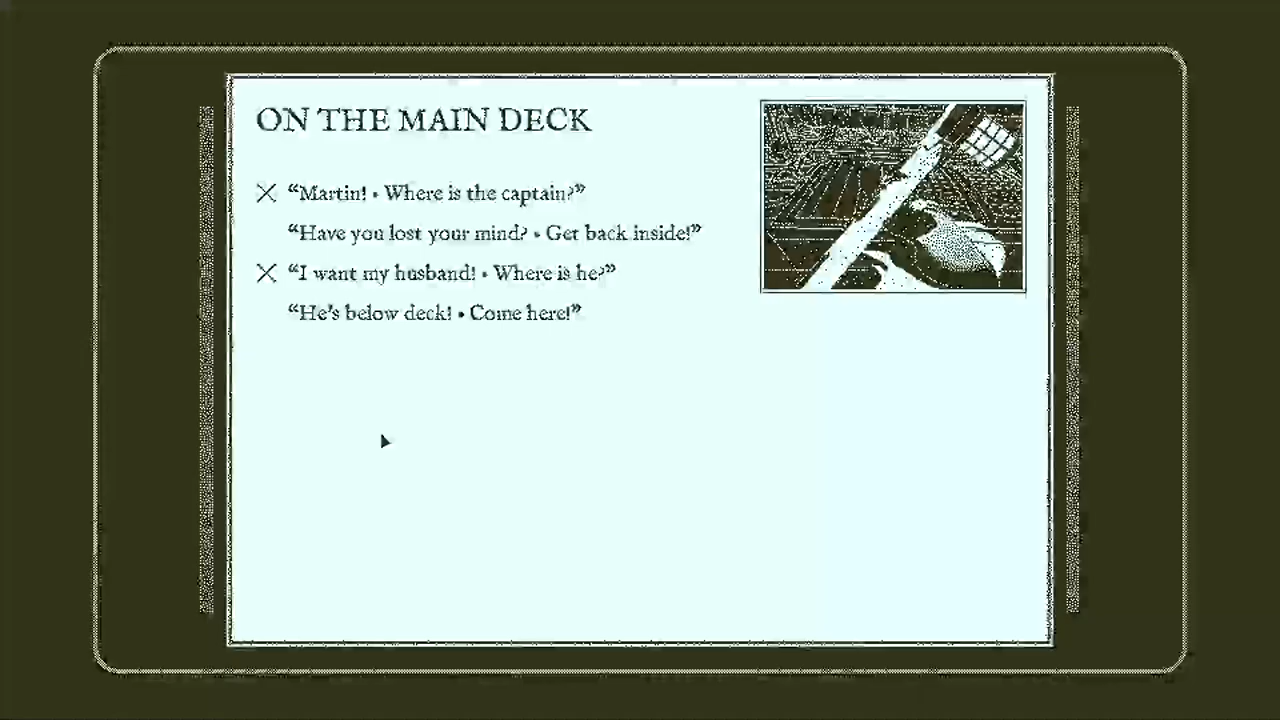 ON THE MAIN DECK
“Martin! • Where is the captain?”
“Have you lost your mind? • Get back inside!”
“I want my husband! • Where is he?”
“He's below deck! • Come here!”